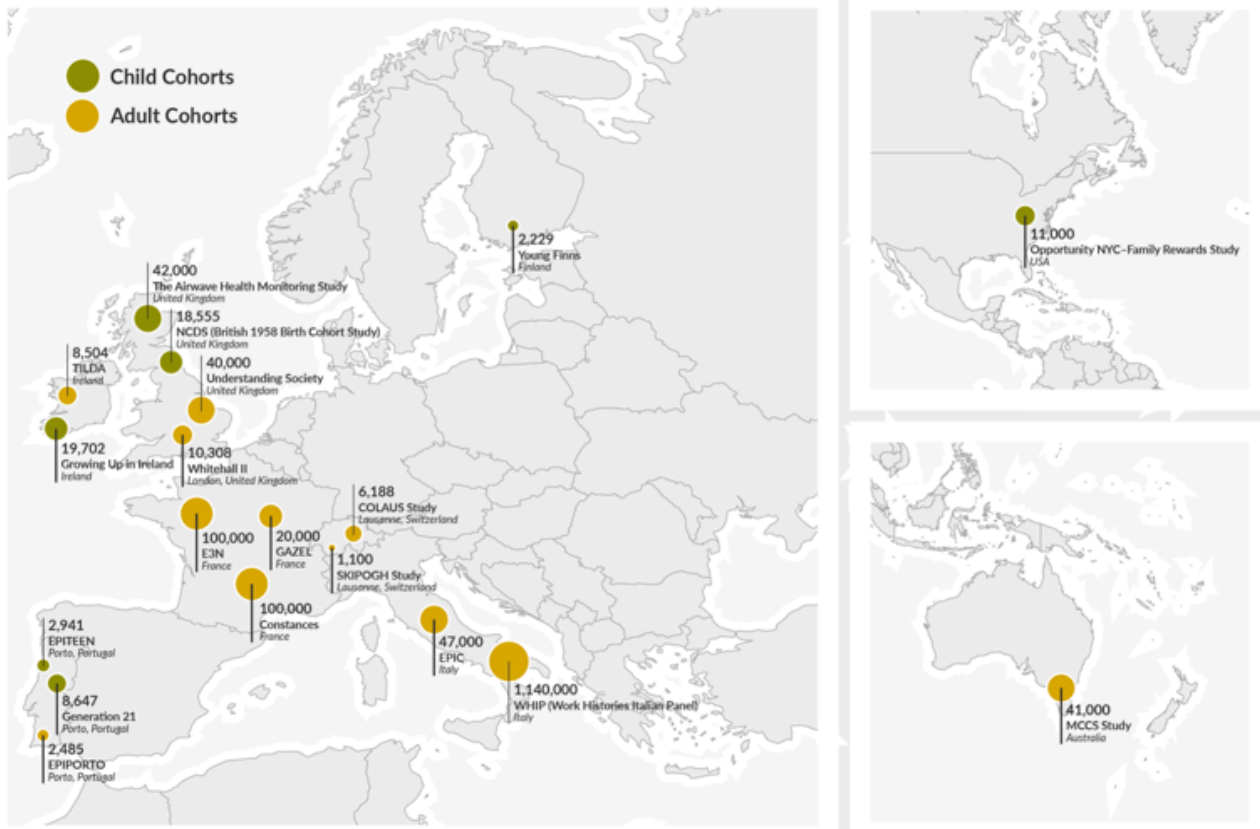 Child Cohorts
Adult Cohorts
2,229
Young Finns
Finland
42,000
The Airwave Health Monitoring Study
United Kingdom
18,555
NCDS (British 1958 Birth Cohort Study)
United Kingdom
8,504
TILDA
Ireland
40,000
Understanding Society
United Kingdom
19,702
Growing Up in Ireland
Ireland
10,308
Whitehall II
London, United Kingdom
100,000
E3N
France
20,000
GAZEL
France
6,188
COLAUS Study
Lausanne, Switzerland
1,100
SKIPOGH Study
Lausanne, Switzerland
100,000
Constances
France
47,000
EPIC
Italy
1,140,000
WHIP (Work Histories Italian Panel)
Italy
2,941
EPITEEN
Porto, Portugal
8,647
Generation 21
Porto, Portugal
2,485
EPIPORTO
Porto, Portugal
11,000
Opportunity NYC–Family Rewards Study
USA
41,000
MCCS Study
Australia